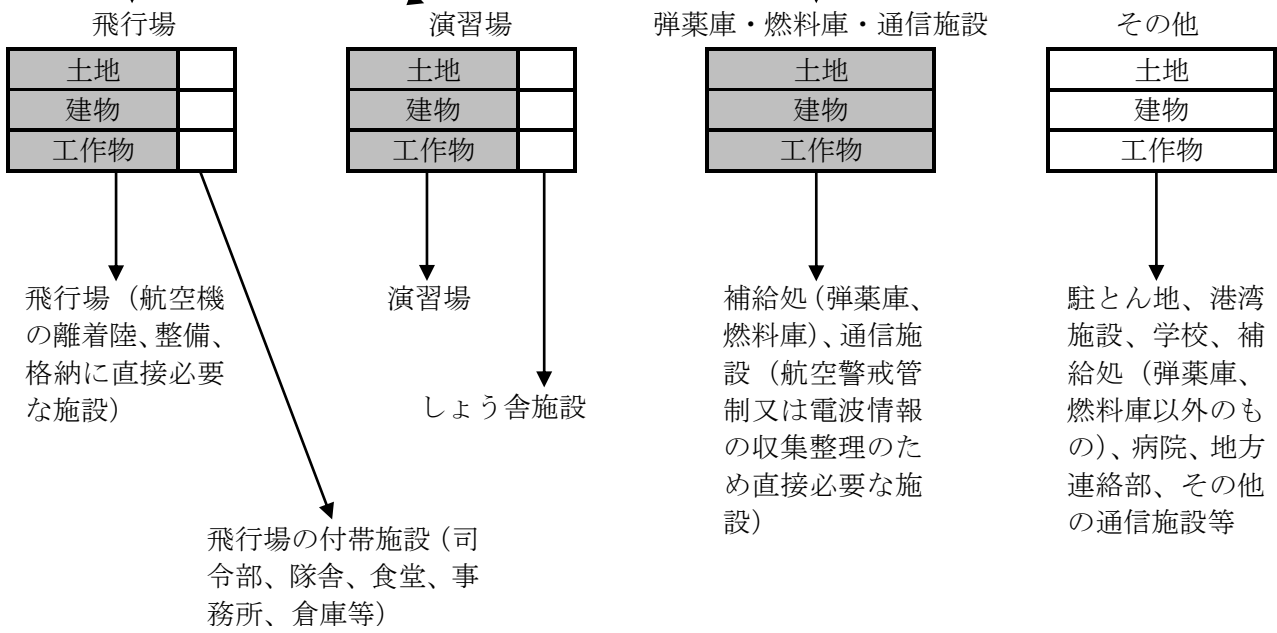 飛行場
演習場
弾薬庫・燃料庫・通信施設
その他
土地
建物
工作物
土地
建物
工作物
土地
建物
工作物
土地
建物
工作物
飛行場(航空機
の離着陸、整備、
格納に直接必要
な施設)
飛行場の付帯施設(司
令部、隊舎、食堂、事
務所、倉庫等)
演習場
しょう舎施設
補給処(弾薬庫、
燃料庫)、通信施
設(航空警戒管
制又は電波情報
の収集整理のた
め直接必要な施
設)
駐とん地、港湾
施設、学校、補
給処(弾薬庫、
燃料庫以外のも
の)、病院、地方
連絡部、その他
の通信施設等